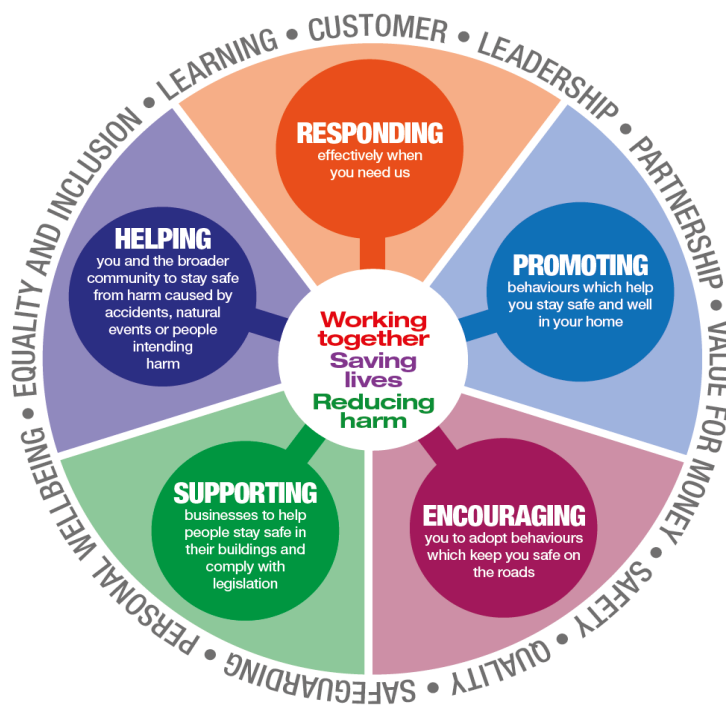 CUSTOMER • LEADERSHIP • PARTNERSHIP • VALUE FOR MONEY • SAFETY • QUALITY • SAFEGUARDING • PERSONAL WELLBEING • EQUALITY AND INCLUSION • LEARNING •
RESPONDING
effectively when
you need us
PROMOTING
behaviours which help
you stay safe and well
in your home
ENCOURAGING
you to adopt behaviours
which keep you safe on
the roads
SUPPORTING
businesses to help
people stay safe in
their buildings and
comply with
legislation
HELPING
you and the broader
community to stay safe
from harm caused by
accidents, natural
events or people
intending
harm
Working
together
Saving
lives
Reducing
harm